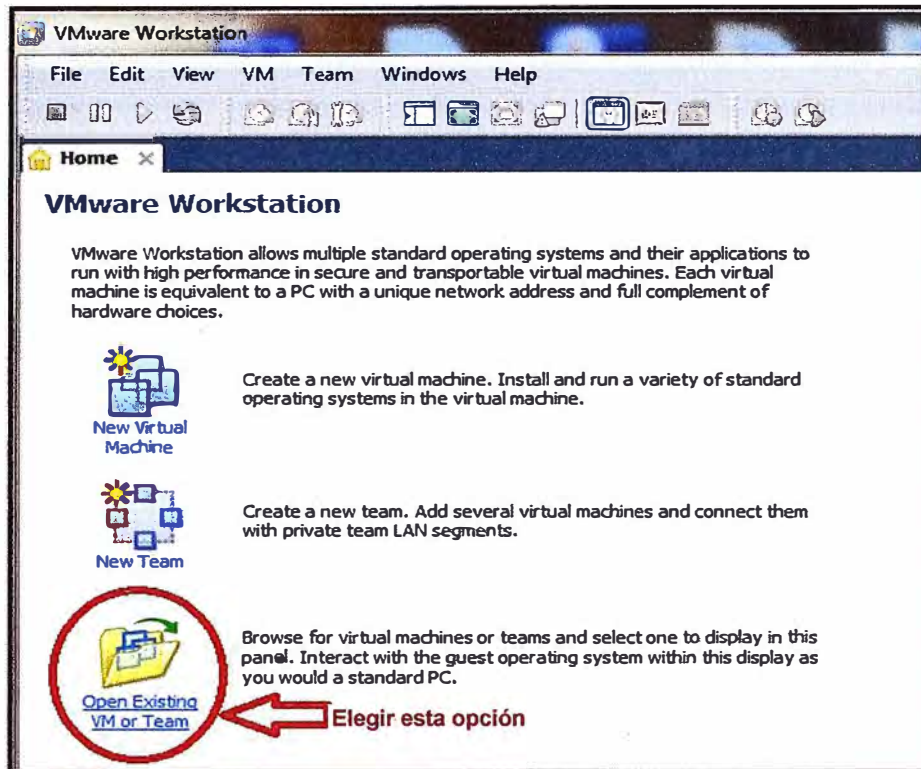 VMware Workstation
File Edit View VM Team Windows Help
Home
VMware Workstation
VMware Workstation allows multiple standard operating systems and their applications to
run with high performance in secure and transportable virtual machines. Each virtual
machine is equivalent to a PC with a unique network address and full complement of
hardware choices.
New Virtual
Machine
Create a new virtual machine. Install and run a variety of standard
operating systems in the virtual machine.
New Team
Create a new team. Add several virtual machines and connect them
with private team LAN segments.
Open Existing
VM or Team
Browse for virtual machines or teams and select one to display in this
panel. Interact with the guest operating system within this display as
you would a standard PC.
Elegir esta opción